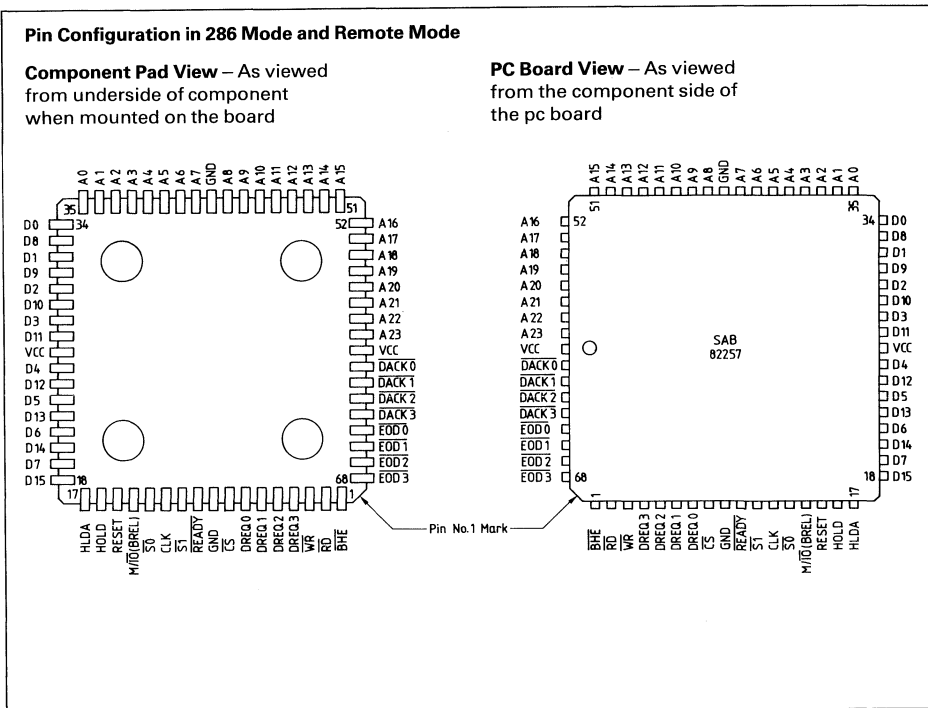 Pin Configuration in 286 Mode and Remote Mode
Component Pad View – As viewed
from underside of component
when mounted on the board
A0
A1
A2
A3
A4
A5
A6
A7
GND
A8
A9
A10
A11
A12
A13
A14
A15
35
51
34
52
D0
D8
D1
D9
D2
D10
D3
D11
VCC
D4
D12
D5
D13
D6
D14
D7
D15
A16
A17
A18
A19
A20
A21
A22
A23
VCC
DACK0
DACK1
DACK2
DACK3
EOD0
EOD1
EOD2
EOD3
18
68
17
1
HLDA
HOLD
RESET
M/IO(BREL)
S0
CLK
S1
READY
GND
CS
DREQ0
DREQ1
DREQ2
DREQ3
WR
RD
BHE
Pin No.1 Mark
PC Board View – As viewed
from the component side of
the pc board
A15
A14
A13
A12
A11
A10
A9
A8
GND
A7
A6
A5
A4
A3
A2
A1
A0
51
35
52
34
A16
A17
A18
A19
A20
A21
A22
A23
VCC
DACK0
DACK1
DACK2
DACK3
EOD0
EOD1
EOD2
EOD3
SAB
82257
D0
D8
D1
D9
D2
D10
D3
D11
VCC
D4
D12
D5
D13
D6
D14
D7
D15
68
18
1
17
BHE
RD
WR
DREQ3
DREQ2
DREQ1
DREQ0
CS
GND
READY
S1
CLK
S0
M/IO(BREL)
RESET
HOLD
HLDA